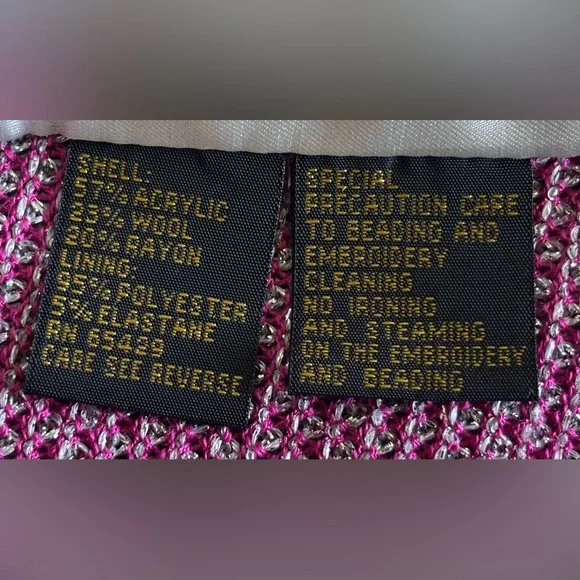 SHELL:
57% ACRYLIC
23% WOOL
20% RAYON
LINING:
95% POLYESTER
5% ELASTANE
RN 65489
CARE SEE REVERSE
SPECIAL
PRECAUTION CARE
TO BEADING AND
EMBROIDERY
CLEANING
NO IRONING
AND STEAMING
ON THE EMBROIDERY
AND BEADING